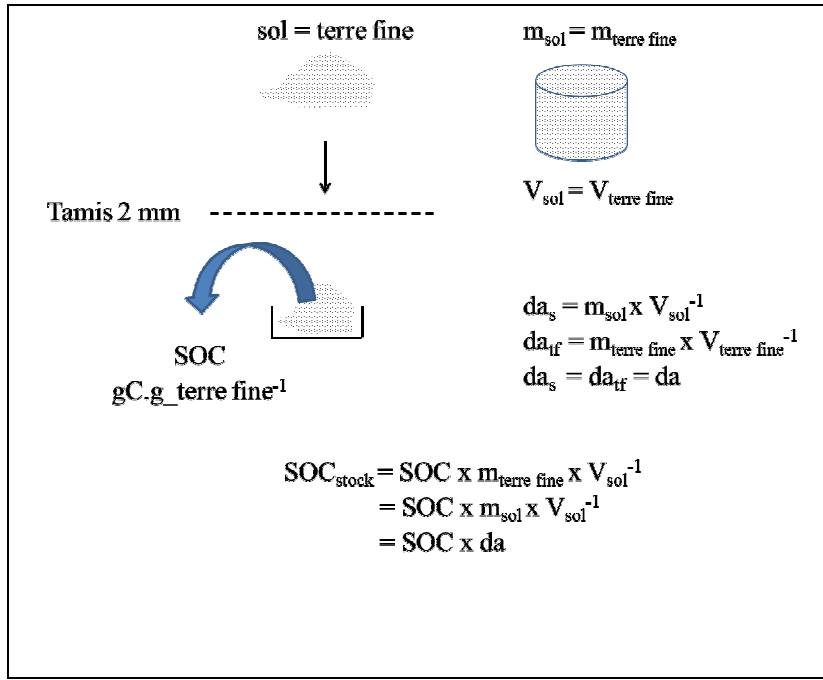 sol = terre fine
m_sol = m_terre fine
V_sol = V_terre fine
Tamis 2 mm
SOC
gC.g_terre fine^-1
da_s = m_sol x V_sol^-1
da_tf = m_terre fine x V_terre fine^-1
da_s = da_tf = da
SOC_stock = SOC x m_terre fine x V_sol^-1
= SOC x m_sol x V_sol^-1
= SOC x da